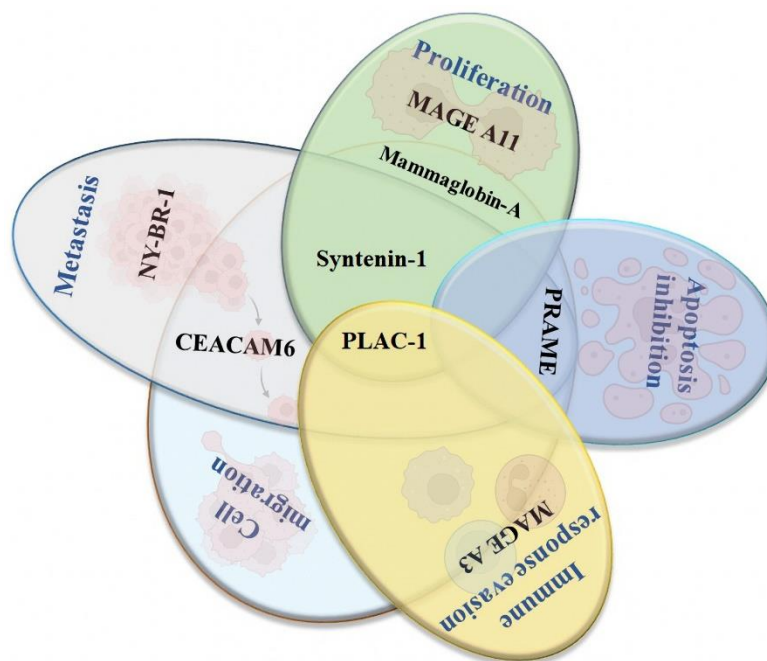 Proliferation
MAGE A11
Mammaglobin-A
Metastasis
NY-BR-1
Syntenin-1
CEACAM6
PLAC-1
PRAME
Apoptosis
inhibition
Cell
migration
MAGE A3
Immune
response evasion